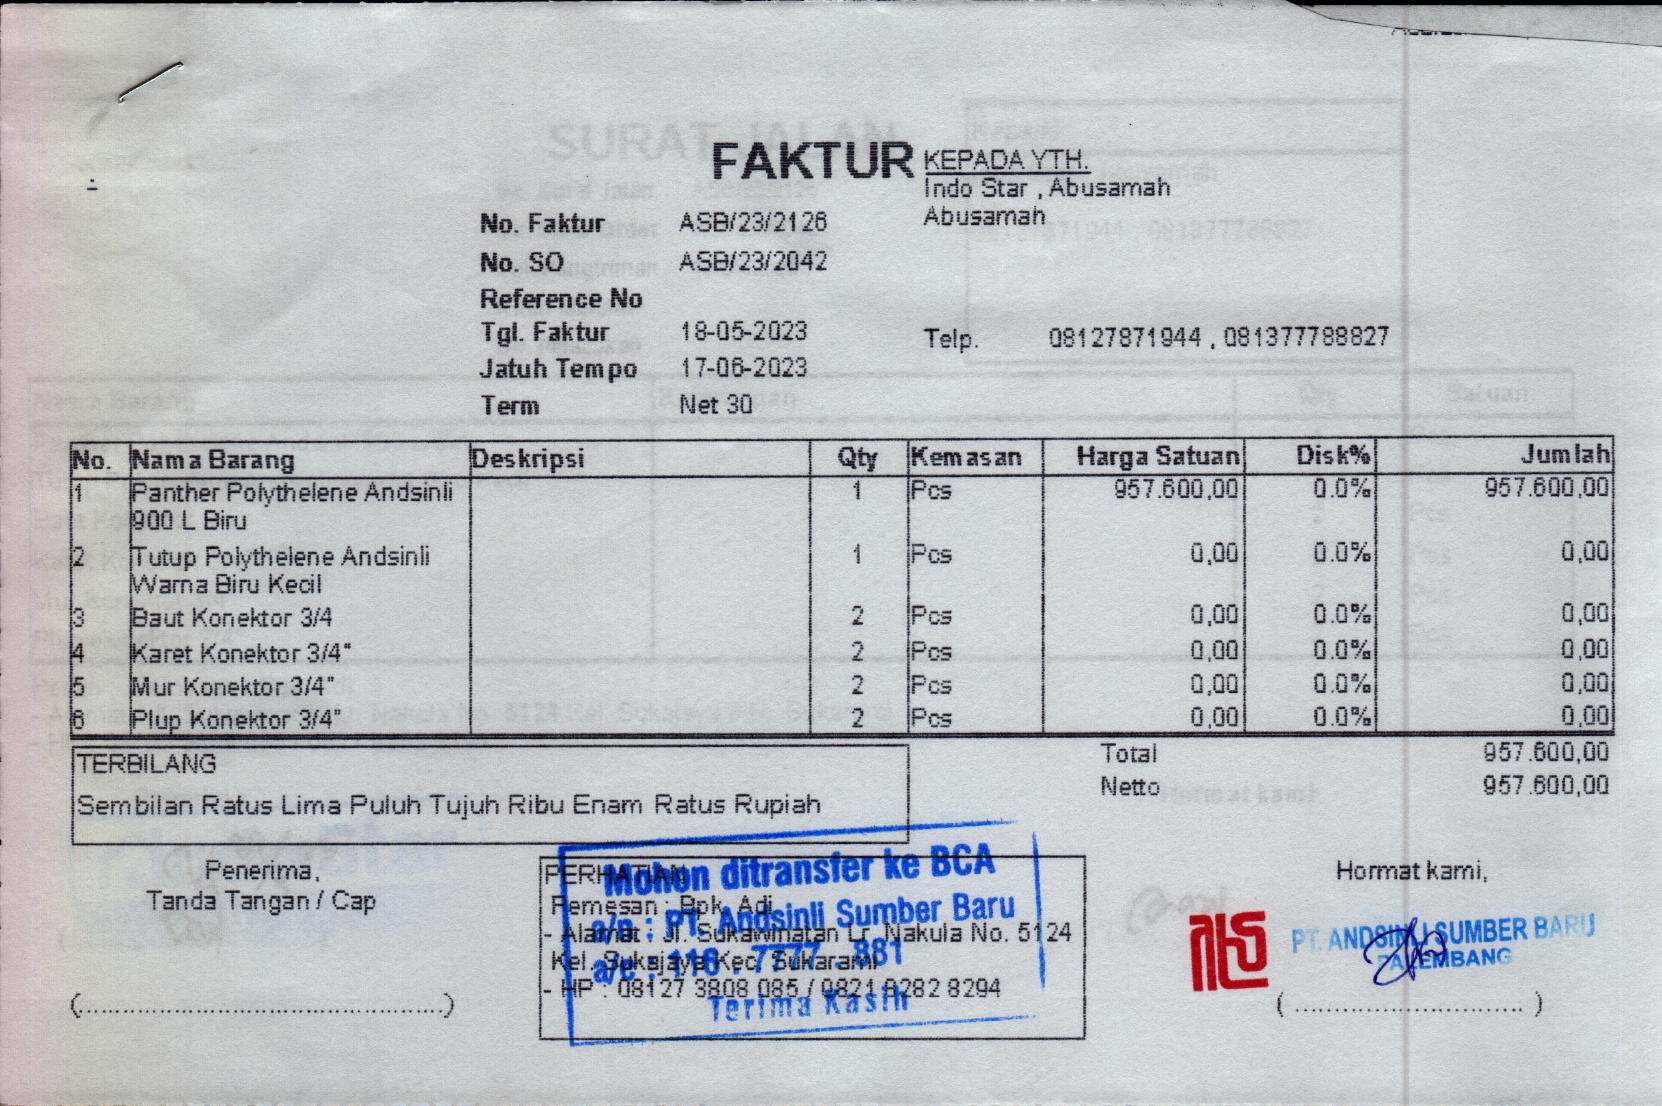 FAKTUR
KEPADA YTH.
Indo Star , Abusamah
Abusamah
No. Faktur ASB/23/2126
No. SO ASB/23/2042
Reference No
Tgl. Faktur 18-05-2023
Telp. 08127871944 , 081377788827
Jatuh Tempo 17-06-2023
Term Net 30
No. Nama Barang Deskripsi Qty Kemasan Harga Satuan Disk% Jumlah
1 Panther Polythelene Andsinli 1 Pcs 957.600,00 0.0% 957.600,00
900 L Biru
2 Tutup Polythelene Andsinli 1 Pcs 0,00 0.0% 0,00
Warna Biru Kecil
3 Baut Konektor 3/4 2 Pcs 0,00 0.0% 0,00
4 Karet Konektor 3/4" 2 Pcs 0,00 0.0% 0,00
5 Mur Konektor 3/4" 2 Pcs 0,00 0.0% 0,00
6 Plup Konektor 3/4" 2 Pcs 0,00 0.0% 0,00
TERBILANG
Sembilan Ratus Lima Puluh Tujuh Ribu Enam Ratus Rupiah
Total 957.600,00
Netto 957.600,00
Penerima,
Tanda Tangan / Cap
PERHATIAN
Pemesan : Bpk. Adi
- Alamat : Jl. Sukawinatan Lr. Nakula No. 5124
Kel. Sukajaya Kec. Sukarami
- HP : 08127 3808 085 / 0821 8282 8294
Mohon ditransfer ke BCA
a/n : PT. Andsinli Sumber Baru
a/c : 116 . 7777 . 881
Terima Kasih
Hormat kami,
PT. ANDSINLI SUMBER BARU
PALEMBANG